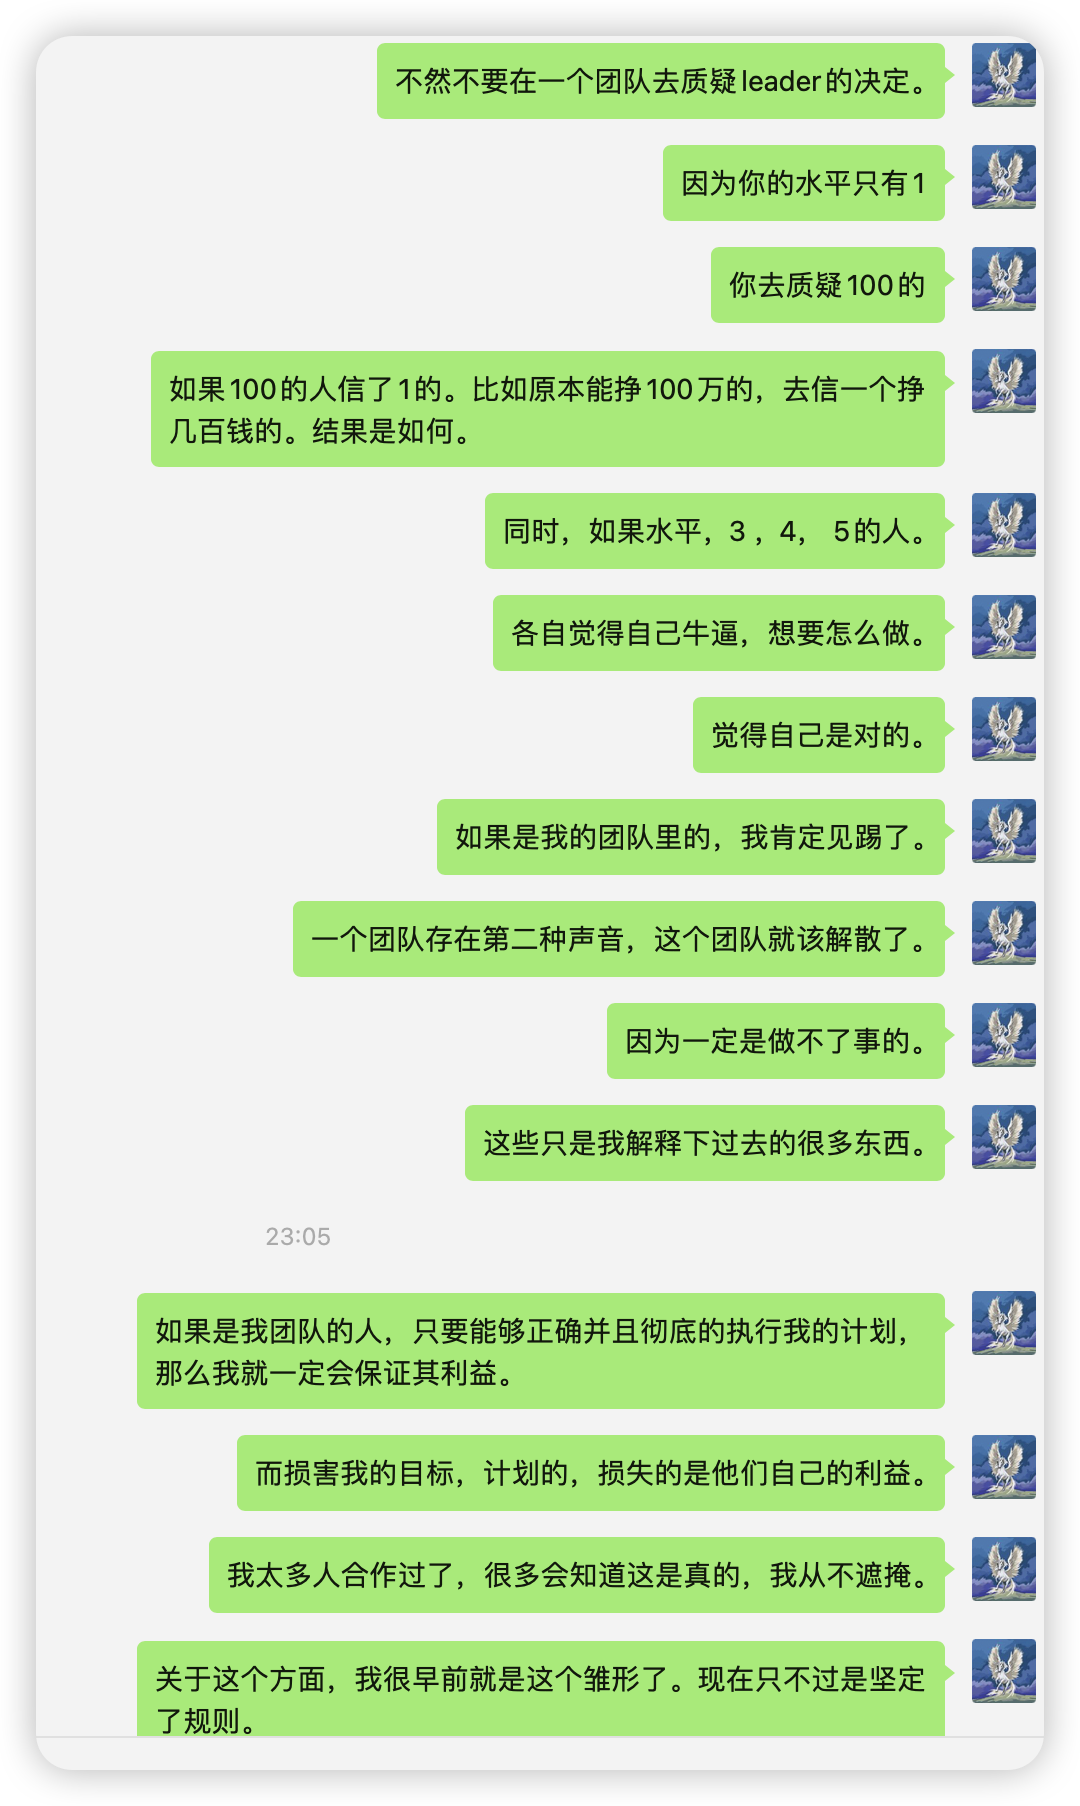 不然不要在一个团队去质疑leader的决定。
因为你的水平只有1
你去质疑100的
如果100的人信了1的。比如原本能挣100万的，去信一个挣
几百钱的。结果是如何。
同时，如果水平，3 ，4， 5的人。
各自觉得自己牛逼，想要怎么做。
觉得自己是对的。
如果是我的团队里的，我肯定见踢了。
一个团队存在第二种声音，这个团队就该解散了。
因为一定是做不了事的。
这些只是我解释下过去的很多东西。
23:05
如果是我团队的人，只要能够正确并且彻底的执行我的计划，
那么我就一定会保证其利益。
而损害我的目标，计划的，损失的是他们自己的利益。
我太多人合作过了，很多会知道这是真的，我从不遮掩。
关于这个方面，我很早前就是这个雏形了。现在只不过是坚定
了规则。